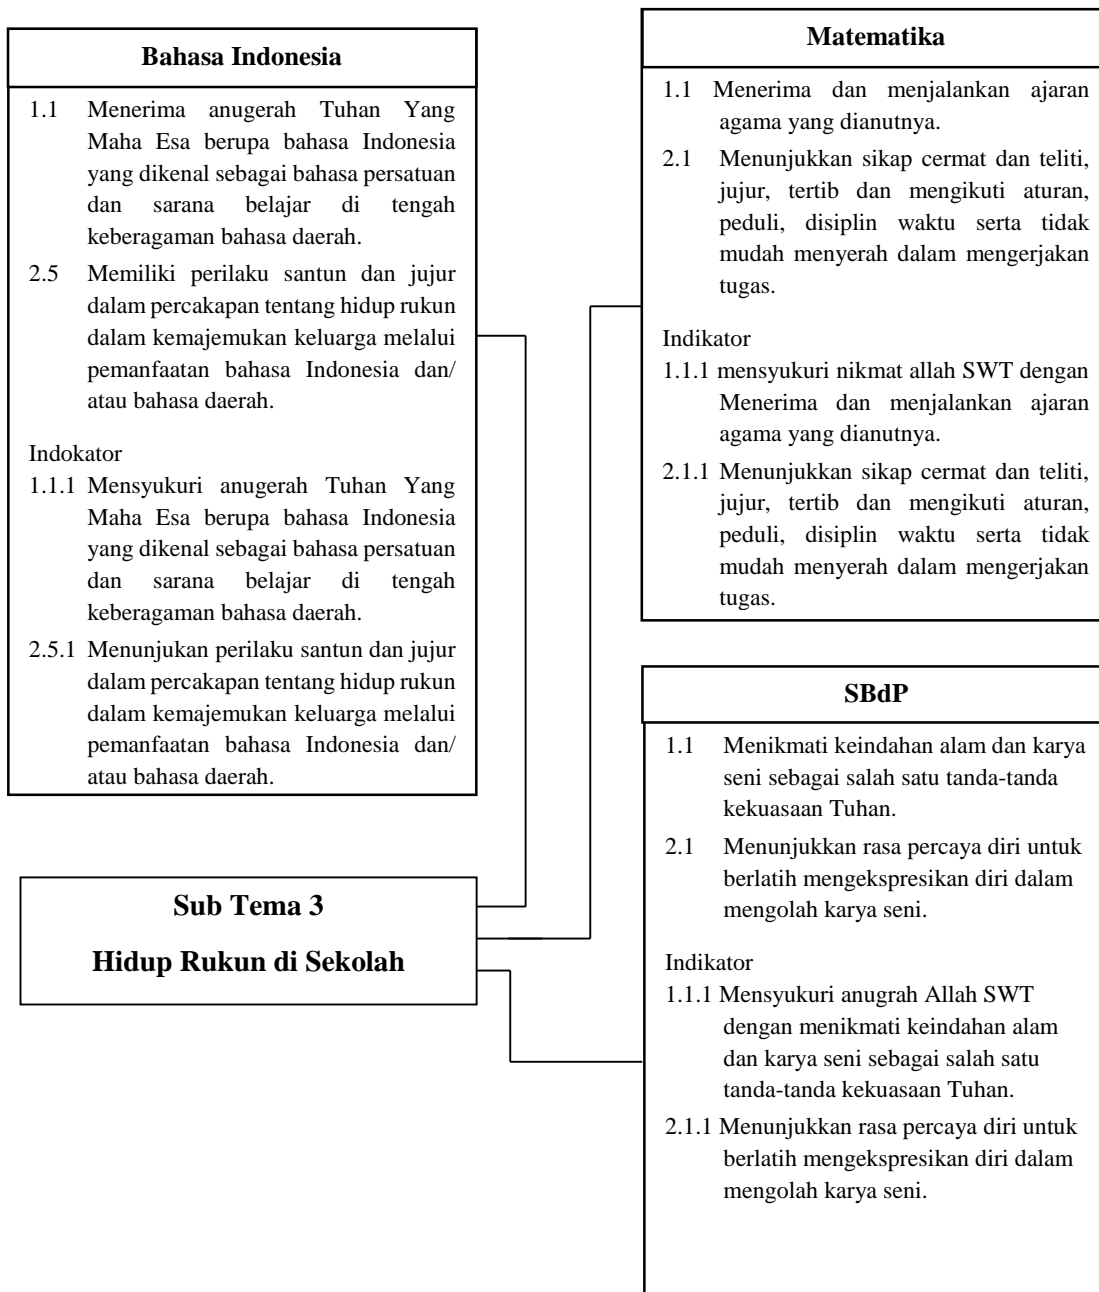 Bahasa Indonesia
1.1 Menerima anugerah Tuhan Yang
Maha Esa berupa bahasa Indonesia
yang dikenal sebagai bahasa persatuan
dan sarana belajar di tengah
keberagaman bahasa daerah.
2.5 Memiliki perilaku santun dan jujur
dalam percakapan tentang hidup rukun
dalam kemajemukan keluarga melalui
pemanfaatan bahasa Indonesia dan/
atau bahasa daerah.
Indokator
1.1.1 Mensyukuri anugerah Tuhan Yang
Maha Esa berupa bahasa Indonesia
yang dikenal sebagai bahasa persatuan
dan sarana belajar di tengah
keberagaman bahasa daerah.
2.5.1 Menunjukan perilaku santun dan jujur
dalam percakapan tentang hidup rukun
dalam kemajemukan keluarga melalui
pemanfaatan bahasa Indonesia dan/
atau bahasa daerah.
Matematika
1.1 Menerima dan menjalankan ajaran
agama yang dianutnya.
2.1 Menunjukkan sikap cermat dan teliti,
jujur, tertib dan mengikuti aturan,
peduli, disiplin waktu serta tidak
mudah menyerah dalam mengerjakan
tugas.
Indikator
1.1.1 mensyukuri nikmat allah SWT dengan
Menerima dan menjalankan ajaran
agama yang dianutnya.
2.1.1 Menunjukkan sikap cermat dan teliti,
jujur, tertib dan mengikuti aturan,
peduli, disiplin waktu serta tidak
mudah menyerah dalam mengerjakan
tugas.
Sub Tema 3
Hidup Rukun di Sekolah
SBdP
1.1 Menikmati keindahan alam dan karya
seni sebagai salah satu tanda-tanda
kekuasaan Tuhan.
2.1 Menunjukkan rasa percaya diri untuk
berlatih mengekspresikan diri dalam
mengolah karya seni.
Indikator
1.1.1 Mensyukuri anugrah Allah SWT
dengan menikmati keindahan alam
dan karya seni sebagai salah satu
tanda-tanda kekuasaan Tuhan.
2.1.1 Menunjukkan rasa percaya diri untuk
berlatih mengekspresikan diri dalam
mengolah karya seni.